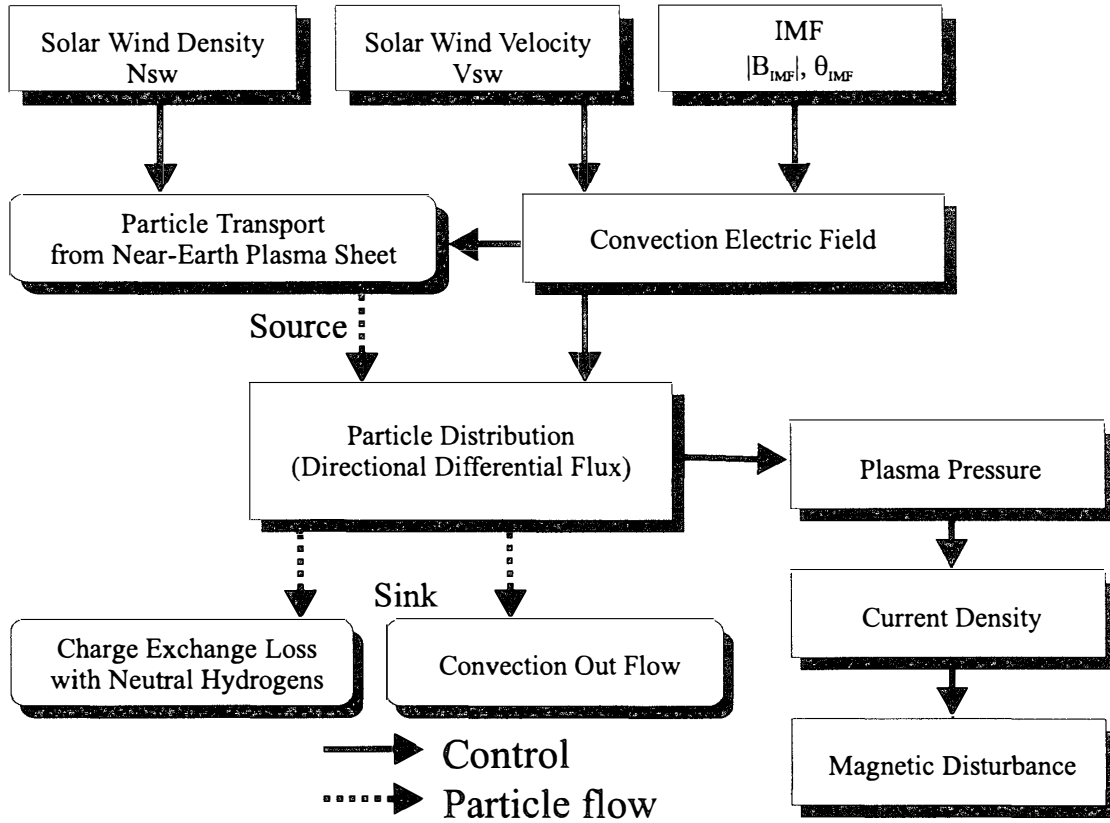 Solar Wind Density
Nsw
Solar Wind Velocity
Vsw
IMF
|B_IMF|, θ_IMF
Particle Transport
from Near-Earth Plasma Sheet
Convection Electric Field
Source
Particle Distribution
(Directional Differential Flux)
Plasma Pressure
Sink
Current Density
Charge Exchange Loss
with Neutral Hydrogens
Convection Out Flow
Control
Magnetic Disturbance
Particle flow